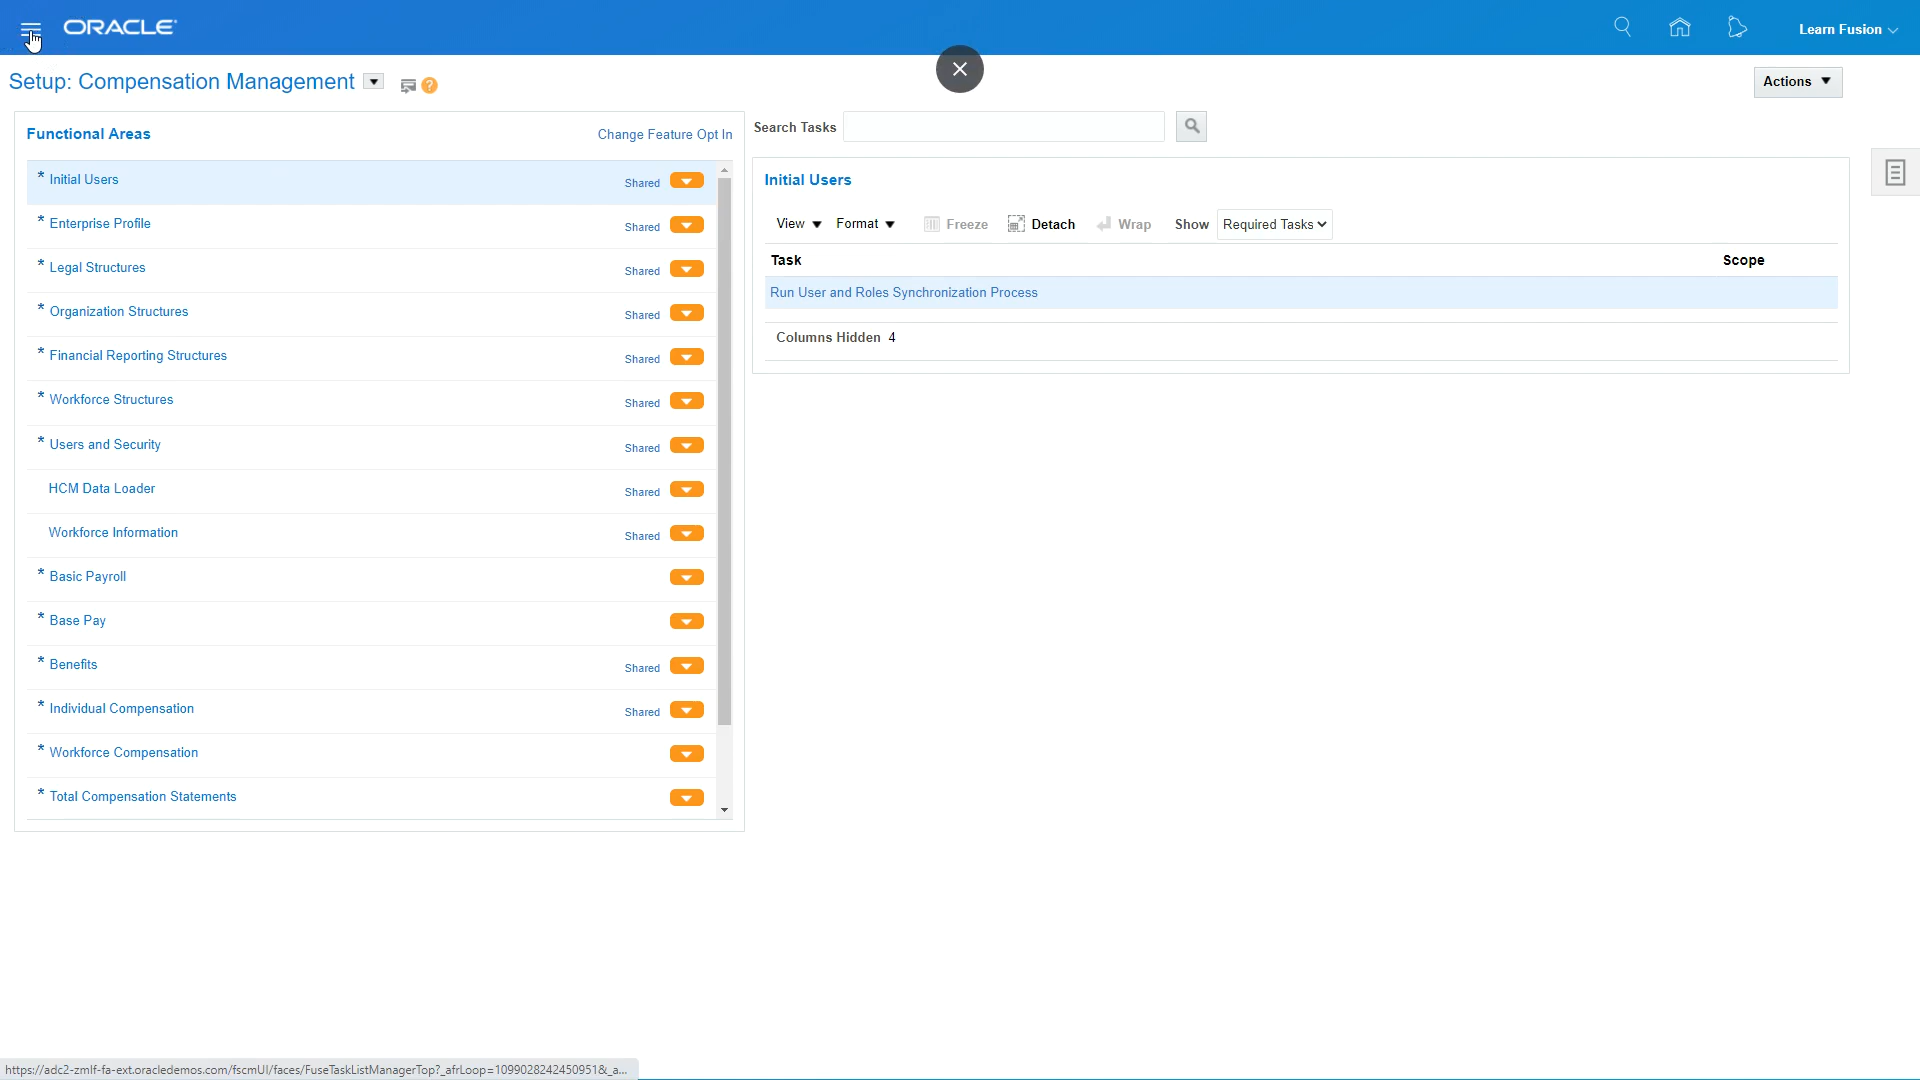 ORACLE
Learn Fusion
Setup: Compensation Management
Actions
Functional Areas
Change Feature Opt In
* Initial Users Shared
* Enterprise Profile Shared
* Legal Structures Shared
* Organization Structures Shared
* Financial Reporting Structures Shared
* Workforce Structures Shared
* Users and Security Shared
HCM Data Loader Shared
Workforce Information Shared
* Basic Payroll
* Base Pay
* Benefits Shared
* Individual Compensation Shared
* Workforce Compensation
* Total Compensation Statements
Search Tasks
Initial Users
View Format Freeze Detach Wrap Show Required Tasks
Task Scope
Run User and Roles Synchronization Process
Columns Hidden 4
https://adc2-zmlf-fa-ext.oracledemos.com/fscmUI/faces/FuseTaskListManagerTop?_afrLoop=10990282424509518&_a...